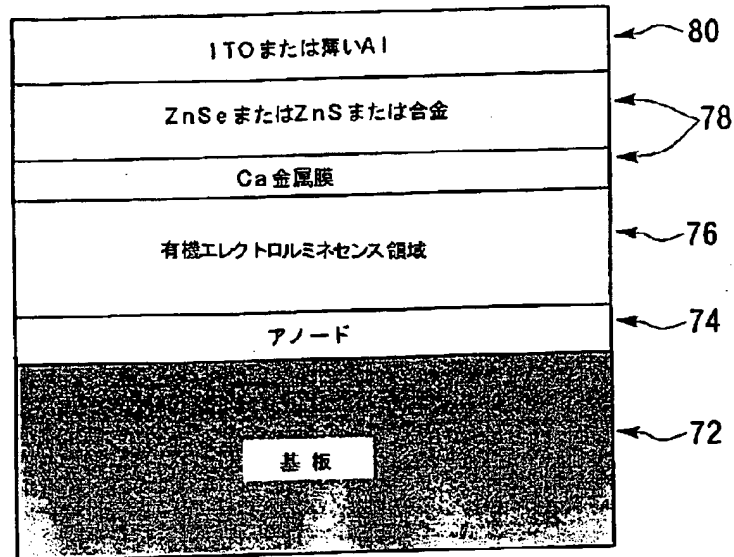 ITOまたは薄いAl
80
ZnSeまたはZnSまたは合金
78
Ca金属膜
有機エレクトロルミネセンス領域
76
アノード
74
基板
72